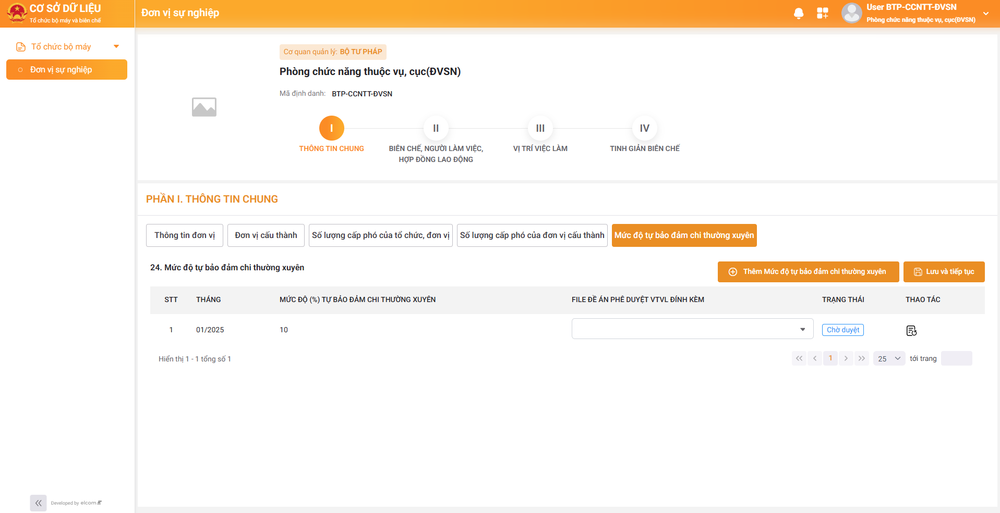 CƠ SỞ DỮ LIỆU
Tổ chức bộ máy và biên chế
Đơn vị sự nghiệp
User BTP-CCNTT-ĐVSN
Phòng chức năng thuộc vụ, cục(ĐVSN)
Tổ chức bộ máy
Đơn vị sự nghiệp
Cơ quan quản lý: BỘ TƯ PHÁP
Phòng chức năng thuộc vụ, cục(ĐVSN)
Mã định danh: BTP-CCNTT-ĐVSN
I
II
III
IV
THÔNG TIN CHUNG
BIÊN CHẾ, NGƯỜI LÀM VIỆC,
HỢP ĐỒNG LAO ĐỘNG
VỊ TRÍ VIỆC LÀM
TINH GIẢN BIÊN CHẾ
PHẦN I. THÔNG TIN CHUNG
Thông tin đơn vị
Đơn vị cấu thành
Số lượng cấp phó của tổ chức, đơn vị
Số lượng cấp phó của đơn vị cấu thành
Mức độ tự bảo đảm chi thường xuyên
24. Mức độ tự bảo đảm chi thường xuyên
Thêm Mức độ tự bảo đảm chi thường xuyên
Lưu và tiếp tục
STT THÁNG MỨC ĐỘ (%) TỰ BẢO ĐẢM CHI THƯỜNG XUYÊN FILE ĐỀ ÁN PHÊ DUYỆT VTVL ĐÍNH KÈM TRẠNG THÁI THAO TÁC
1 01/2025 10 Chờ duyệt
Hiển thị 1 - 1 tổng số 1
1
25
tới trang
Developed by elcom